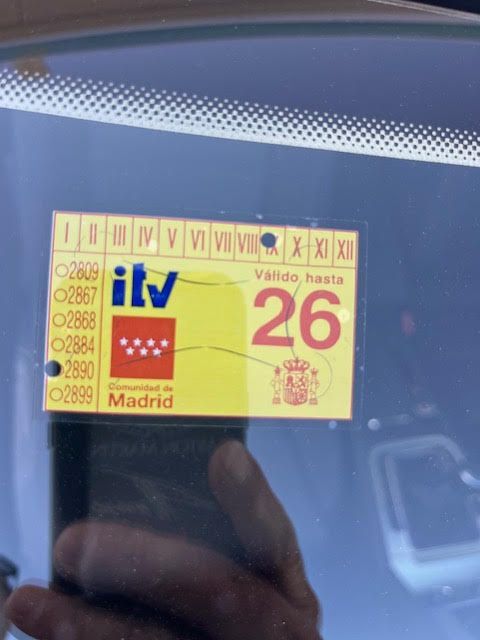 I II III IV V VI VII VIII IX X XI XII
2809
2867
2868
2884
2890
2899
itv
Comunidad de
Madrid
Válido hasta
26